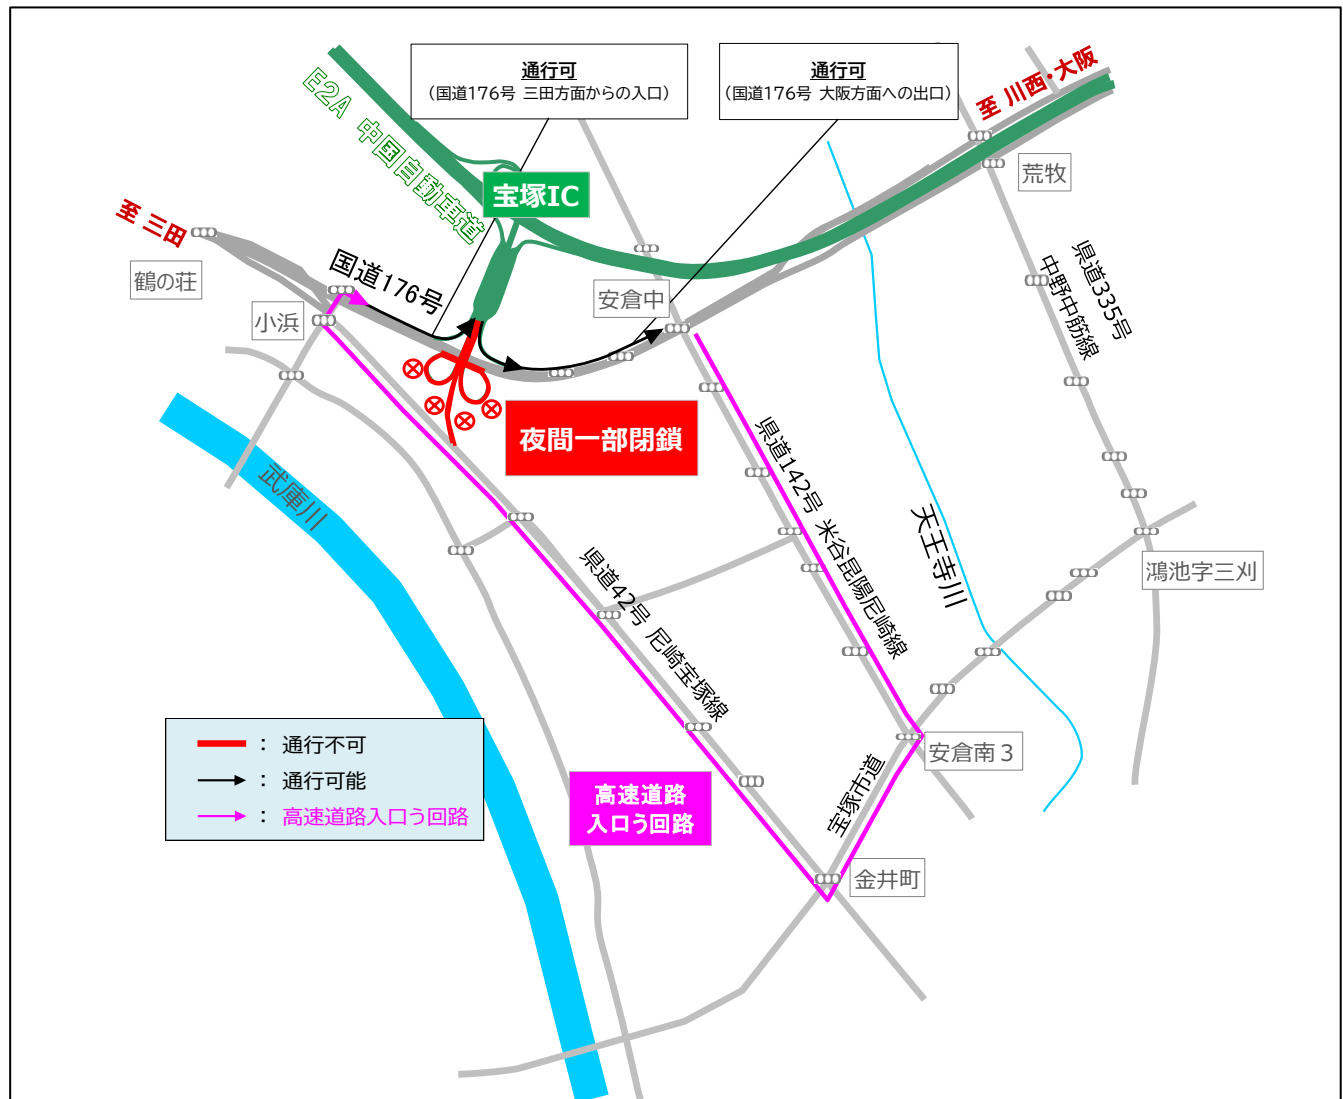 通行可
（国道176号 三田方面からの入口）
通行可
（国道176号 大阪方面への出口）
至 川西・大阪
E2A 中国自動車道
荒牧
宝塚IC
至 三田
鶴の荘
国道176号
小浜
安倉中
県道335号
中野中筋線
夜間一部閉鎖
武庫川
県道142号 米谷昆陽尼崎線
天王寺川
県道42号 尼崎宝塚線
鴻池字三刈
：通行不可
：通行可能
：高速道路入口う回路
高速道路
入口う回路
宝塚市道
安倉南３
金井町